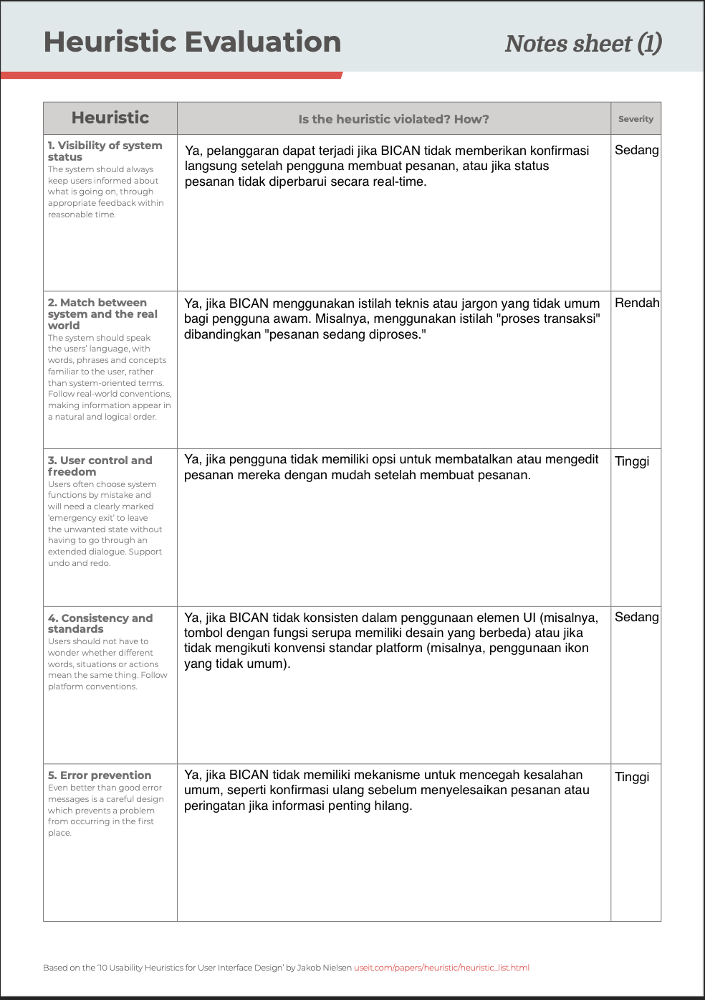 Heuristic Evaluation
Notes sheet (1)
Heuristic
Is the heuristic violated? How?
Severity
1. Visibility of system
status
The system should always
keep users informed about
what is going on, through
appropriate feedback within
reasonable time.
Ya, pelanggaran dapat terjadi jika BICAN tidak memberikan konfirmasi
langsung setelah pengguna membuat pesanan, atau jika status
pesanan tidak diperbarui secara real-time.
Sedang
2. Match between
system and the real
world
The system should speak
the users' language, with
words, phrases and concepts
familiar to the user, rather
than system-oriented terms.
Follow real-world conventions,
making information appear in
a natural and logical order.
Ya, jika BICAN menggunakan istilah teknis atau jargon yang tidak umum
bagi pengguna awam. Misalnya, menggunakan istilah "proses transaksi"
dibandingkan "pesanan sedang diproses."
Rendah
3. User control and
freedom
Users often choose system
functions by mistake and
will need a clearly marked
'emergency exit' to leave
the unwanted state without
having to go through an
extended dialogue. Support
undo and redo.
Ya, jika pengguna tidak memiliki opsi untuk membatalkan atau mengedit
pesanan mereka dengan mudah setelah membuat pesanan.
Tinggi
4. Consistency and
standards
Users should not have to
wonder whether different
words, situations or actions
mean the same thing. Follow
platform conventions.
Ya, jika BICAN tidak konsisten dalam penggunaan elemen UI (misalnya,
tombol dengan fungsi serupa memiliki desain yang berbeda) atau jika
tidak mengikuti konvensi standar platform (misalnya, penggunaan ikon
yang tidak umum).
Sedang
5. Error prevention
Even better than good error
messages is a careful design
which prevents a problem
from occurring in the first
place.
Ya, jika BICAN tidak memiliki mekanisme untuk mencegah kesalahan
umum, seperti konfirmasi ulang sebelum menyelesaikan pesanan atau
peringatan jika informasi penting hilang.
Tinggi
Based on the '10 Usability Heuristics for User Interface Design' by Jakob Nielsen useit.com/papers/heuristic/heuristic_list.html